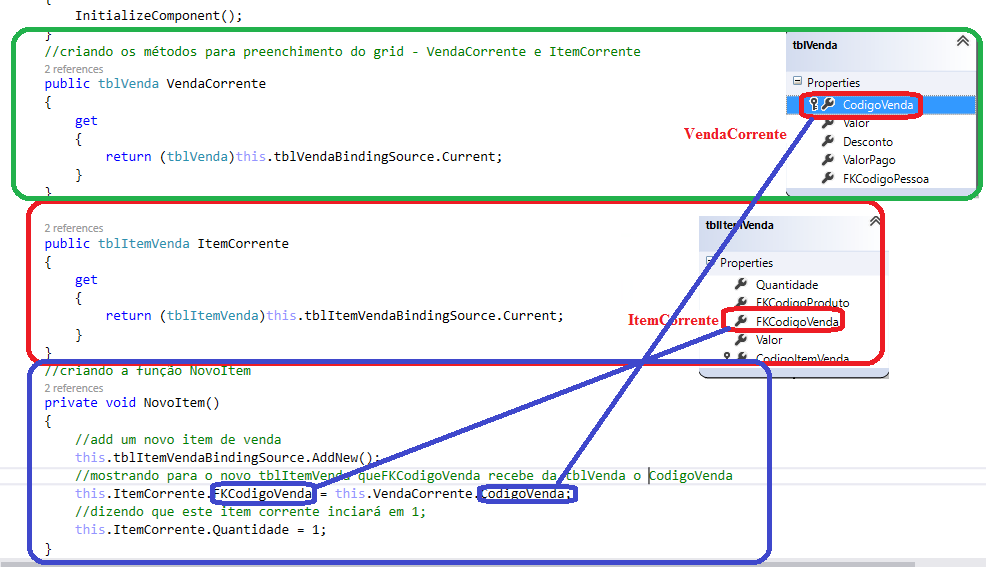 {
InitializeComponent();
}
//criando os métodos para preenchimento do grid - VendaCorrente e ItemCorrente
2 references
public tblVenda VendaCorrente
{
get
{
return (tblVenda)this.tblVendaBindingSource.Current;
}
}
tblVenda
Properties
CodigoVenda
Valor
Desconto
ValorPago
FKCodigoPessoa
VendaCorrente
2 references
public tblItemVenda ItemCorrente
{
get
{
return (tblItemVenda)this.tblItemVendaBindingSource.Current;
}
}
tblItemVenda
Properties
Quantidade
FKCodigoProduto
FKCodigoVenda
Valor
CodigoItemVenda
ItemCorrente
//criando a função NovoItem
2 references
private void NovoItem()
{
//add um novo item de venda
this.tblItemVendaBindingSource.AddNew();
//mostrando para o novo tblItemVenda queFKCodigoVenda recebe da tblVenda o CodigoVenda
this.ItemCorrente.FKCodigoVenda = this.VendaCorrente.CodigoVenda;
//dizendo que este item corrente inciará em 1;
this.ItemCorrente.Quantidade = 1;
}